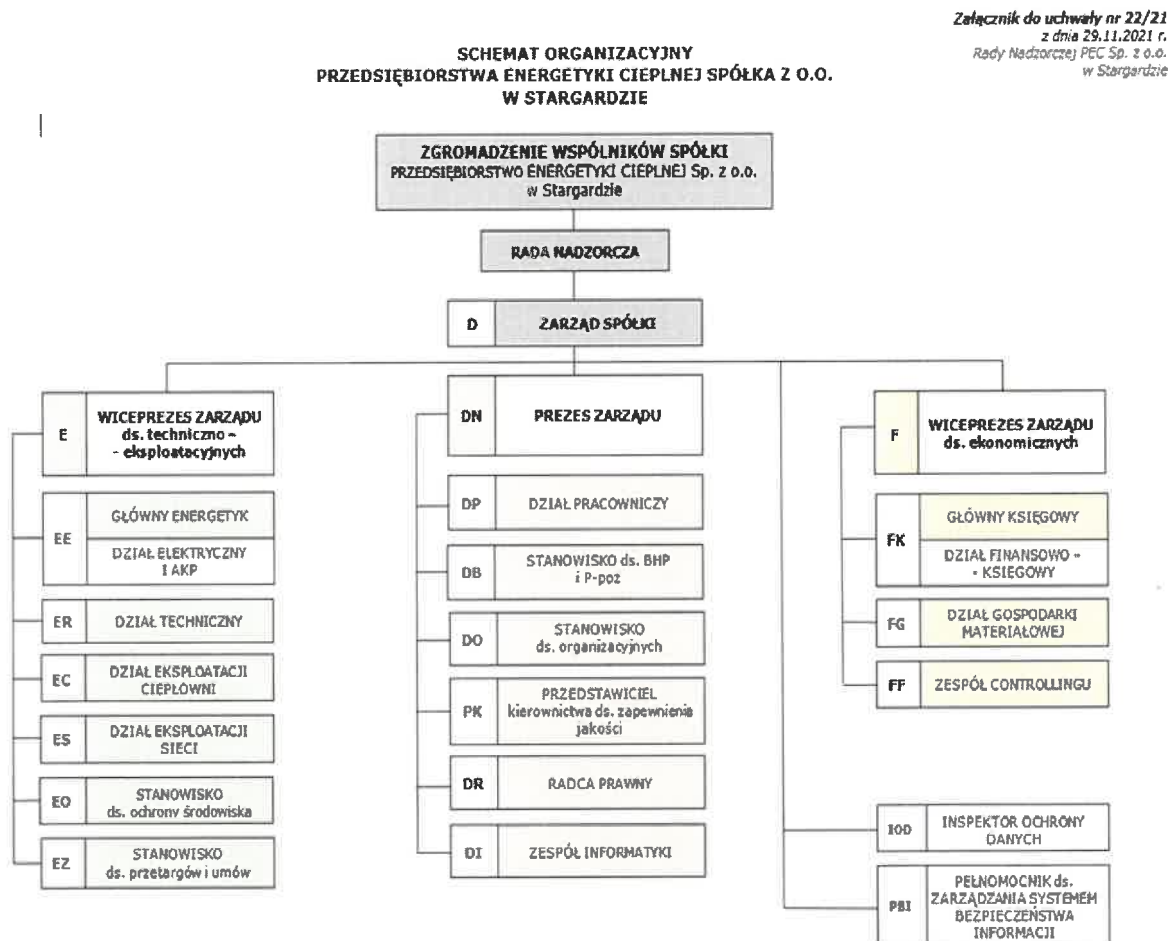 Załącznik do uchwały nr 22/21
z dnia 29.11.2021 r.
Rady Nadzorczej PEC Sp. z o.o.
w Stargardzie
SCHEMAT ORGANIZACYJNY
PRZEDSIĘBIORSTWA ENERGETYKI CIEPLNEJ SPÓŁKA Z O.O.
W STARGARDZIE
ZGROMADZENIE WSPÓLNIKÓW SPÓŁKI
PRZEDSIĘBIORSTWO ENERGETYKI CIEPLNEJ Sp. z o.o.
w Stargardzie
RADA NADZORCZA
D
ZARZĄD SPÓŁKI
E
WICEPREZES ZARZĄDU
ds. techniczno –
- eksploatacyjnych
EE
GŁÓWNY ENERGETYK
DZIAŁ ELEKTRYCZNY
I AKP
ER
DZIAŁ TECHNICZNY
EC
DZIAŁ EKSPLOATACJI
CIEPŁOWNI
ES
DZIAŁ EKSPLOATACJI
SIECI
EO
STANOWISKO
ds. ochrony środowiska
EZ
STANOWISKO
ds. przetargów i umów
DN
PREZES ZARZĄDU
DP
DZIAŁ PRACOWNICZY
DB
STANOWISKO ds. BHP
i P-poż
DO
STANOWISKO
ds. organizacyjnych
PK
PRZEDSTAWICIEL
kierownictwa ds. zapewnienia
jakości
DR
RADCA PRAWNY
DI
ZESPÓŁ INFORMATYKI
F
WICEPREZES ZARZĄDU
ds. ekonomicznych
FK
GŁÓWNY KSIĘGOWY
DZIAŁ FINANSOWO –
- KSIĘGOWY
FG
DZIAŁ GOSPODARKI
MATERIAŁOWEJ
FF
ZESPÓŁ CONTROLLINGU
IOD
INSPEKTOR OCHRONY
DANYCH
PBI
PEŁNOMOCNIK ds.
ZARZĄDZANIA SYSTEMEM
BEZPIECZEŃSTWA
INFORMACJI